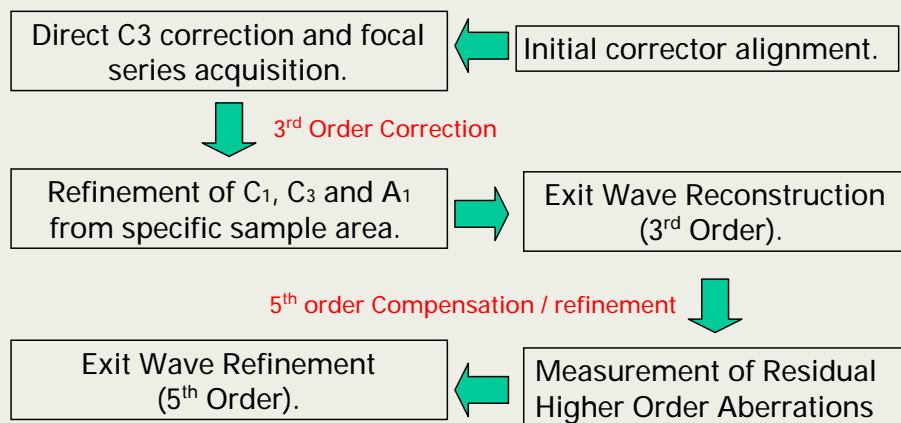 Direct C3 correction and focal
series acquisition.
Initial corrector alignment.
3rd Order Correction
Refinement of C1, C3 and A1
from specific sample area.
Exit Wave Reconstruction
(3rd Order).
5th order Compensation / refinement
Exit Wave Refinement
(5th Order).
Measurement of Residual
Higher Order Aberrations